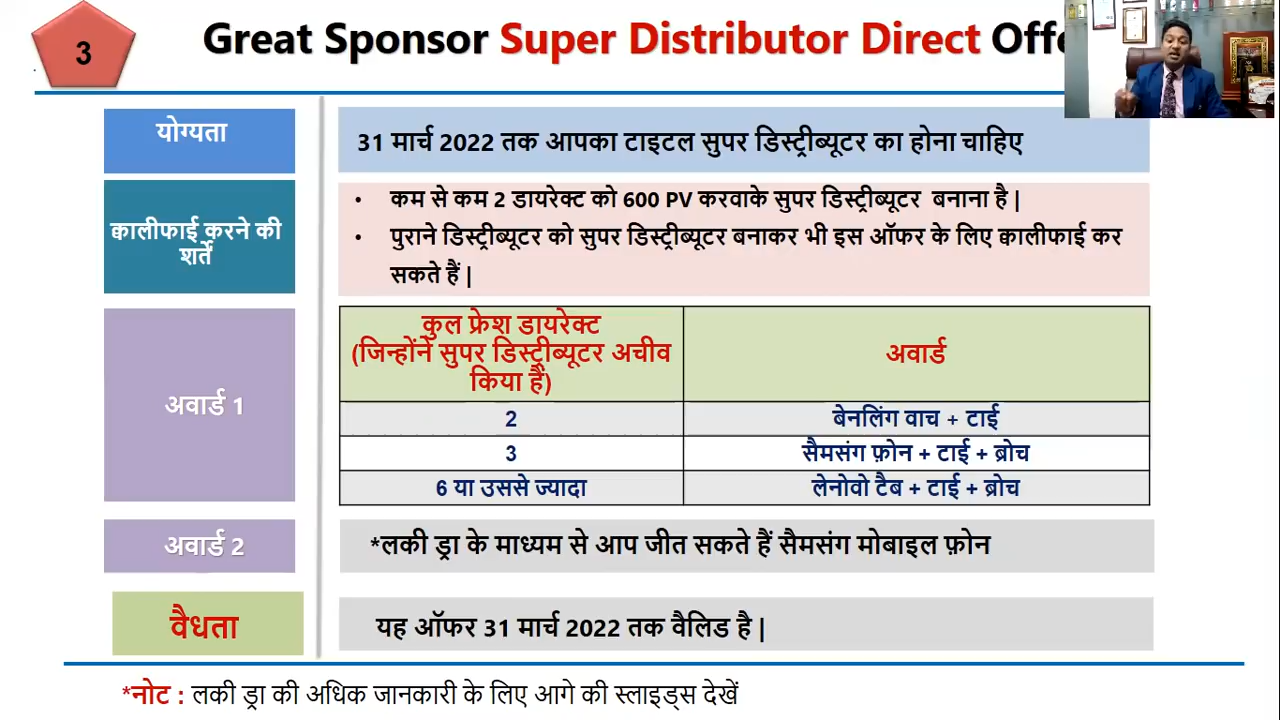 3
Great Sponsor Super Distributor Direct
योग्यता
31 मार्च 2022 तक आपका टाइटल सुपर डिस्ट्रीब्यूटर का होना चाहिए
क्वालीफाई करने की
शर्तें
• कम से कम 2 डायरेक्ट को 600 PV करवाके सुपर डिस्ट्रीब्यूटर बनाना है |
• पुराने डिस्ट्रीब्यूटर को सुपर डिस्ट्रीब्यूटर बनाकर भी इस ऑफर के लिए क्वालीफाई कर
सकते हैं |
अवार्ड 1
कुल फ्रेश डायरेक्ट
(जिन्होंने सुपर डिस्ट्रीब्यूटर अचीव
किया हैं)
अवार्ड
2 बेनलिंग वाच + टाई
3 सैमसंग फ़ोन + टाई + ब्रोच
6 या उससे ज्यादा लेनोवो टैब + टाई + ब्रोच
अवार्ड 2
*लकी ड्रा के माध्यम से आप जीत सकते हैं सैमसंग मोबाइल फ़ोन
वैधता
यह ऑफर 31 मार्च 2022 तक वैलिड है |
*नोट : लकी ड्रा की अधिक जानकारी के लिए आगे की स्लाइड्स देखें